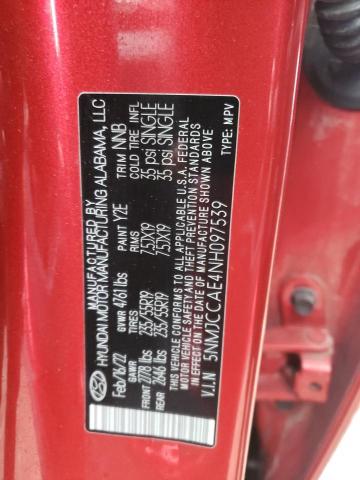 MANUFACTURED BY
HYUNDAI MOTOR MANUFACTURING ALABAMA, LLC
Feb/16/22 GVWR 4761 lbs PAINT Y2E TRIM NNB
GAWR TIRES RIMS COLD TIRE INFL
FRONT 2778 lbs 235/55R19 7.5JX19 35 psi SINGLE
REAR 2646 lbs 235/55R19 7.5JX19 35 psi SINGLE
THIS VEHICLE CONFORMS TO ALL APPLICABLE U.S.A. FEDERAL
MOTOR VEHICLE SAFETY AND THEFT PREVENTION STANDARDS
IN EFFECT ON THE DATE OF MANUFACTURE SHOWN ABOVE
V.I.N 5NMJCCAE4NH097539 TYPE: MPV